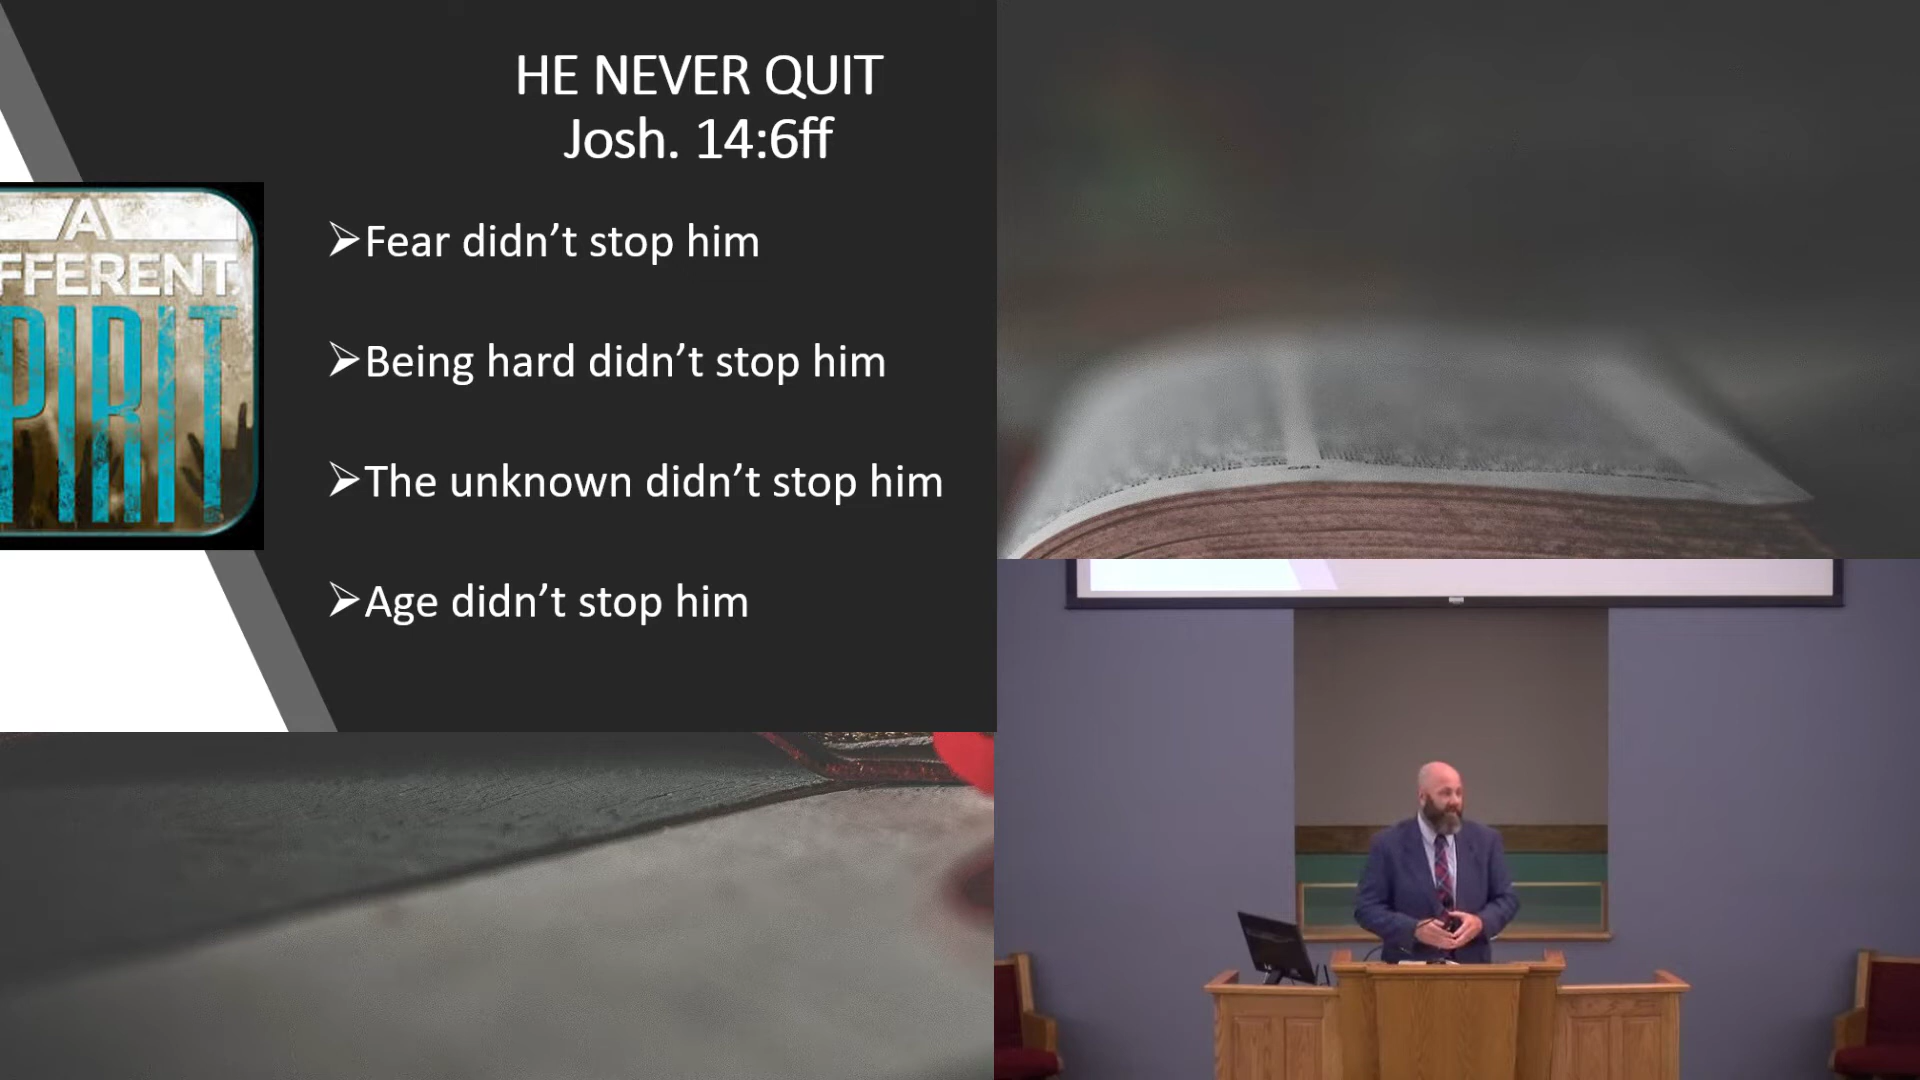 HE NEVER QUIT
Josh. 14:6ff
A
FFERENT
PIRIT
➢Fear didn't stop him
➢Being hard didn't stop him
➢The unknown didn't stop him
➢Age didn't stop him